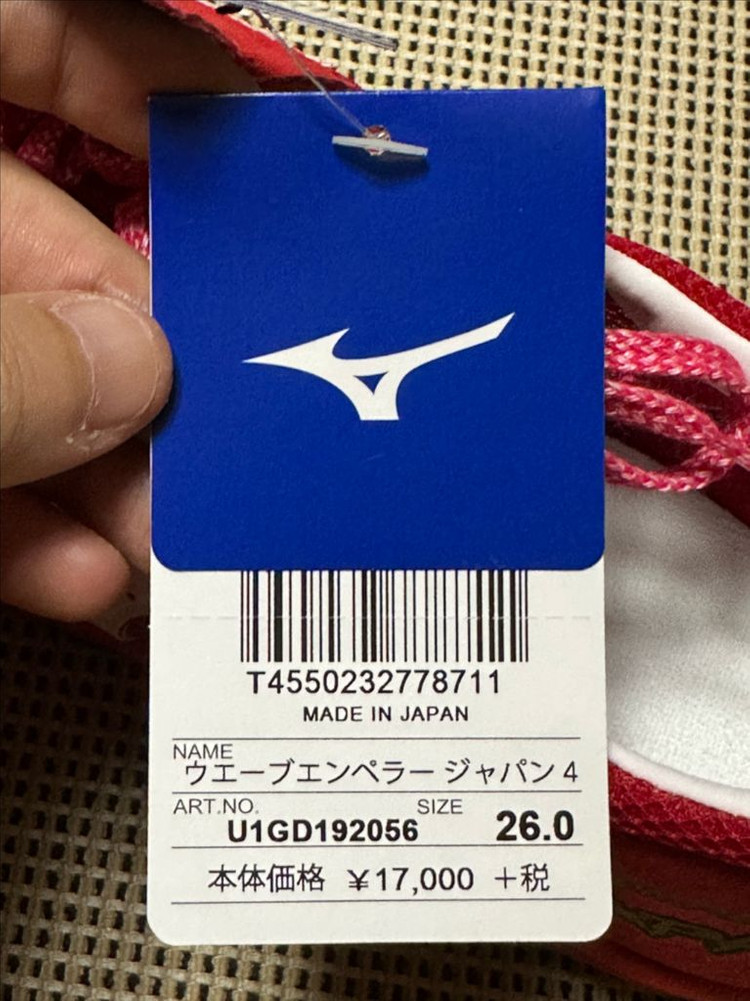 T4550232778711
MADE IN JAPAN
NAME
ウエーブエンペラー ジャパン 4
ART.NO. SIZE
U1GD192056 26.0
本体価格 ¥17,000 +税